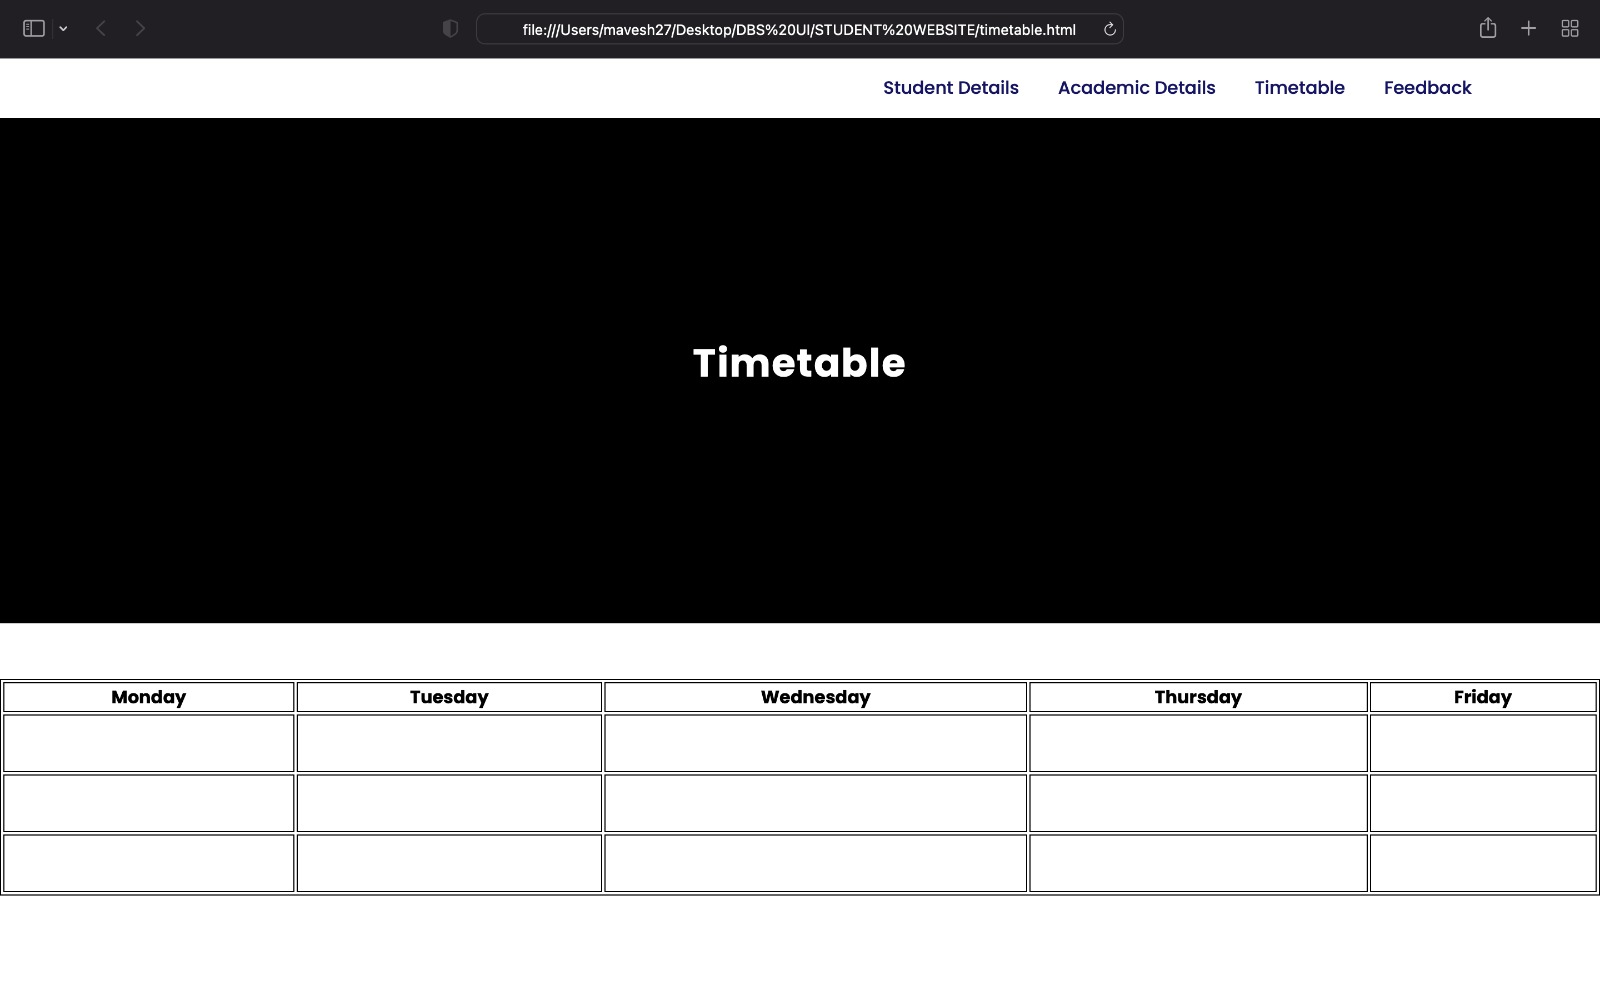 file:///Users/mavesh27/Desktop/DBS%20UI/STUDENT%20WEBSITE/timetable.html
Student Details Academic Details Timetable Feedback
Timetable
Monday Tuesday Wednesday Thursday Friday